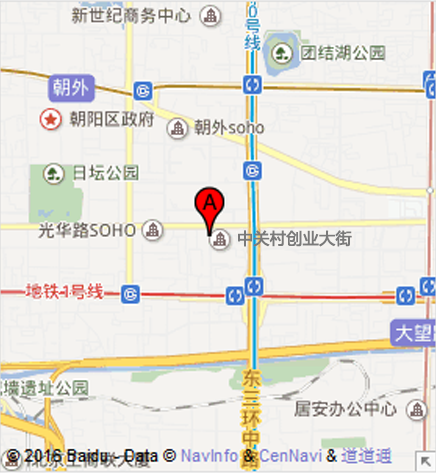 新世纪商务中心
0号线
团结湖公园
朝外
朝阳区政府
朝外soho
日坛公园
A
光华路SOHO
中关村创业大街
地铁1号线
大望
墙遗址公园
东三环中路
居安办公中心
© 2016 Baidu - Data © NavInfo & CenNavi & 道道通